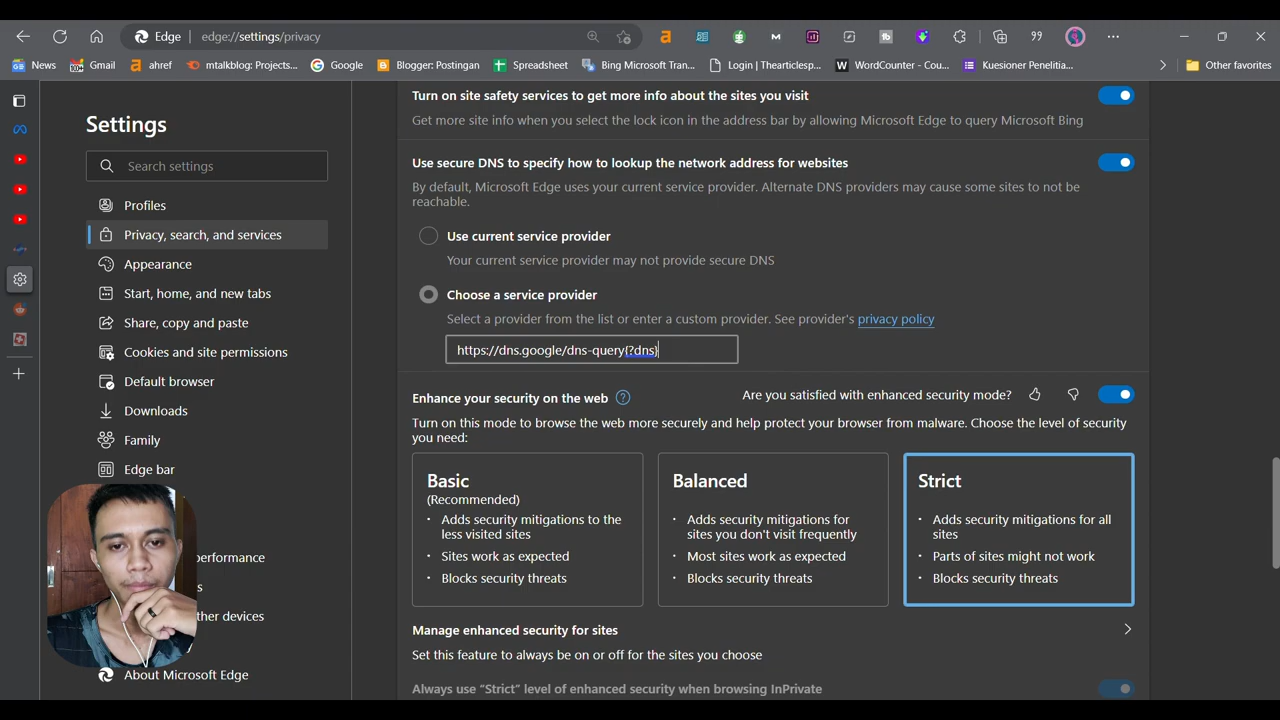 Edge
edge://settings/privacy
News
Gmail
ahref
mtalkblog: Projects...
Google
Blogger: Postingan
Spreadsheet
Bing Microsoft Tran...
Login | Thearticlesp...
WordCounter - Cou...
Kuesioner Penelitia...
Other favorites
Settings
Search settings
Profiles
Privacy, search, and services
Appearance
Start, home, and new tabs
Share, copy and paste
Cookies and site permissions
Default browser
Downloads
Family
Edge bar
performance
ther devices
About Microsoft Edge
Turn on site safety services to get more info about the sites you visit
Get more site info when you select the lock icon in the address bar by allowing Microsoft Edge to query Microsoft Bing
Use secure DNS to specify how to lookup the network address for websites
By default, Microsoft Edge uses your current service provider. Alternate DNS providers may cause some sites to not be
reachable.
Use current service provider
Your current service provider may not provide secure DNS
Choose a service provider
Select a provider from the list or enter a custom provider. See provider's privacy policy
https://dns.google/dns-query{?dns}
Enhance your security on the web
Are you satisfied with enhanced security mode?
Turn on this mode to browse the web more securely and help protect your browser from malware. Choose the level of security
you need:
Basic
(Recommended)
• Adds security mitigations to the
less visited sites
• Sites work as expected
• Blocks security threats
Balanced
• Adds security mitigations for
sites you don't visit frequently
• Most sites work as expected
• Blocks security threats
Strict
• Adds security mitigations for all
sites
• Parts of sites might not work
• Blocks security threats
Manage enhanced security for sites
Set this feature to always be on or off for the sites you choose
Always use “Strict” level of enhanced security when browsing InPrivate